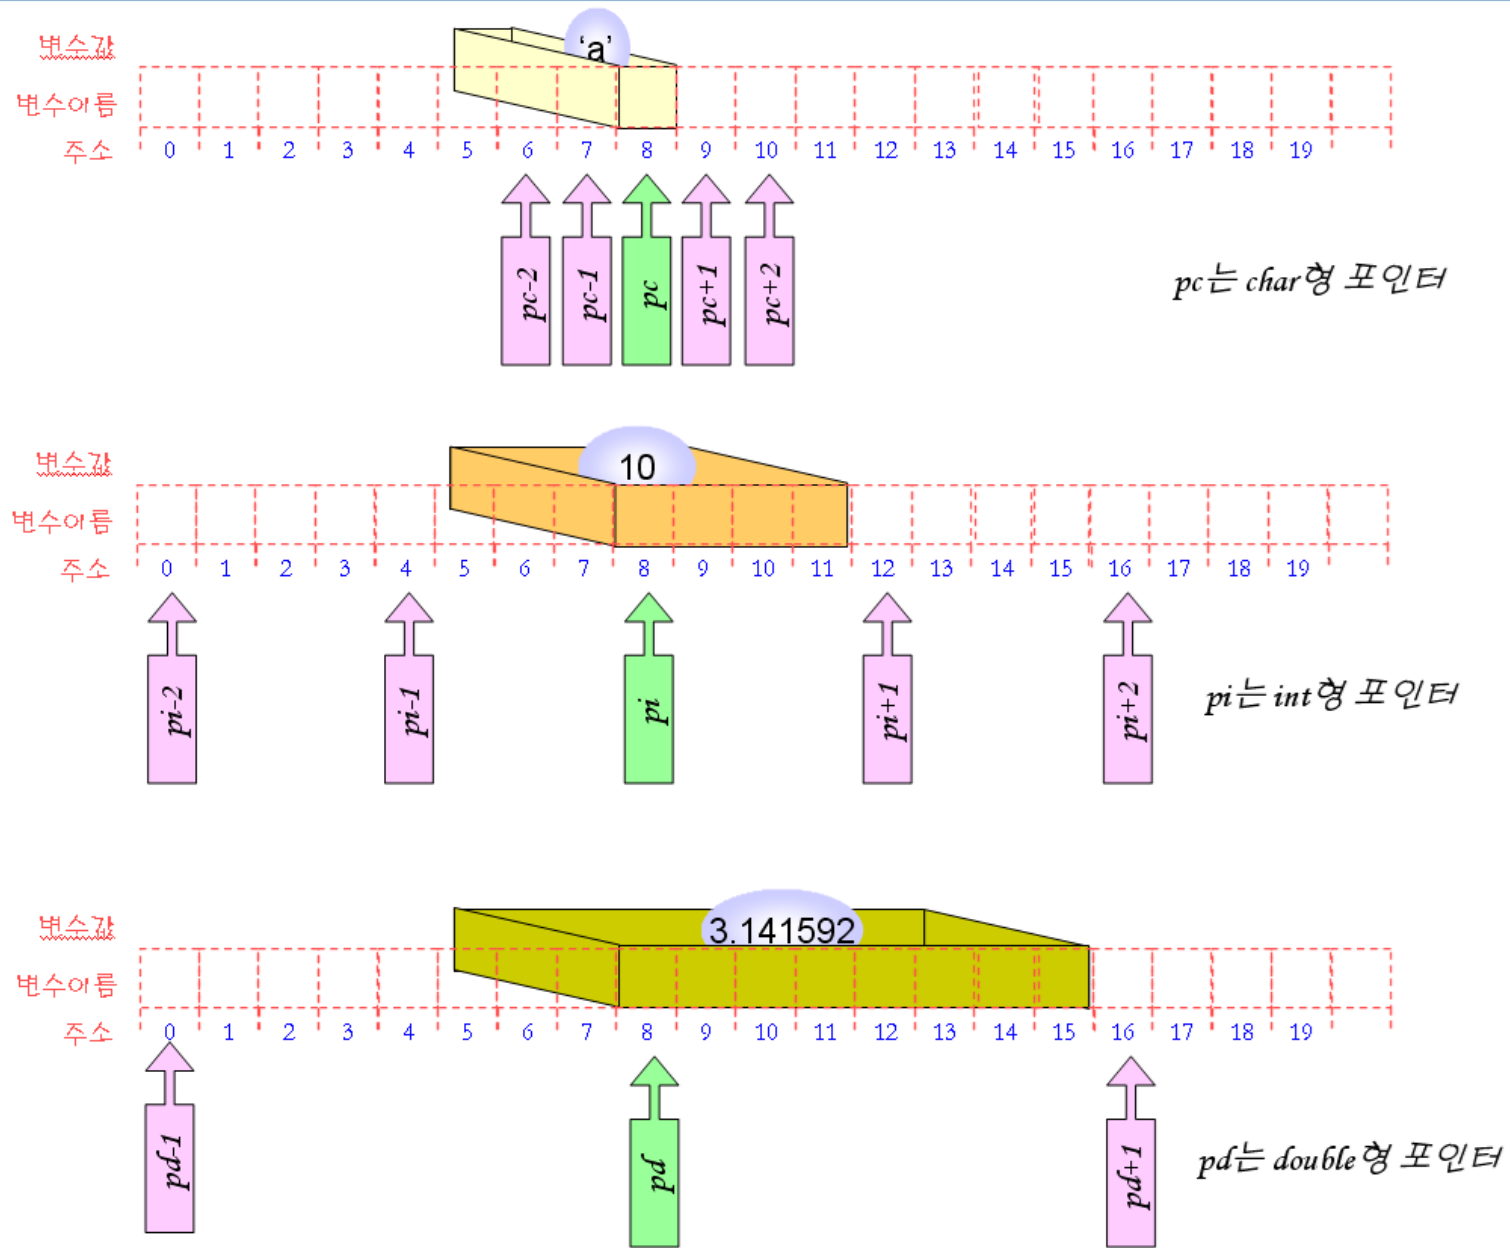 변수값
'a'
변수이름
주소 0 1 2 3 4 5 6 7 8 9 10 11 12 13 14 15 16 17 18 19
pc-2 pc-1 pc pc+1 pc+2
pc는 char형 포인터
변수값
10
변수이름
주소 0 1 2 3 4 5 6 7 8 9 10 11 12 13 14 15 16 17 18 19
pi-2 pi-1 pi pi+1 pi+2
pi는 int형 포인터
변수값
3.141592
변수이름
주소 0 1 2 3 4 5 6 7 8 9 10 11 12 13 14 15 16 17 18 19
pd-1 pd pd+1
pd는 double형 포인터